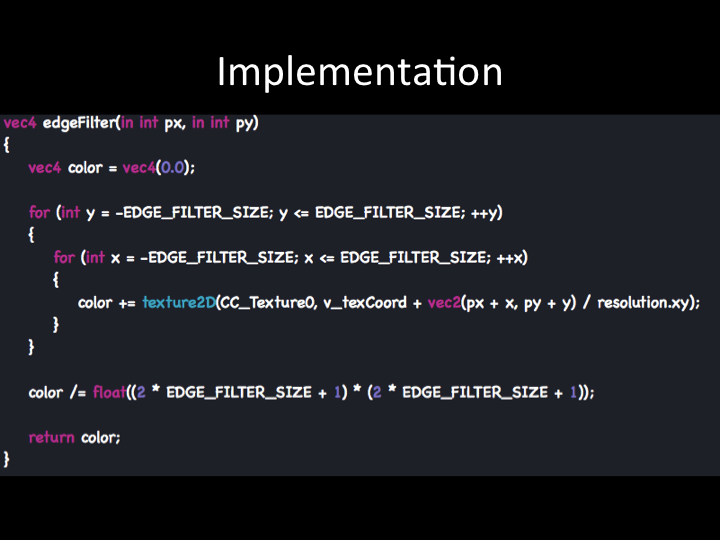 Implementation
vec4 edgeFilter(in int px, in int py)
{
vec4 color = vec4(0.0);
for (int y = -EDGE_FILTER_SIZE; y <= EDGE_FILTER_SIZE; ++y)
{
for (int x = -EDGE_FILTER_SIZE; x <= EDGE_FILTER_SIZE; ++x)
{
color += texture2D(CC_Texture0, v_texCoord + vec2(px + x, py + y) / resolution.xy);
}
}
color /= float((2 * EDGE_FILTER_SIZE + 1) * (2 * EDGE_FILTER_SIZE + 1));
return color;
}